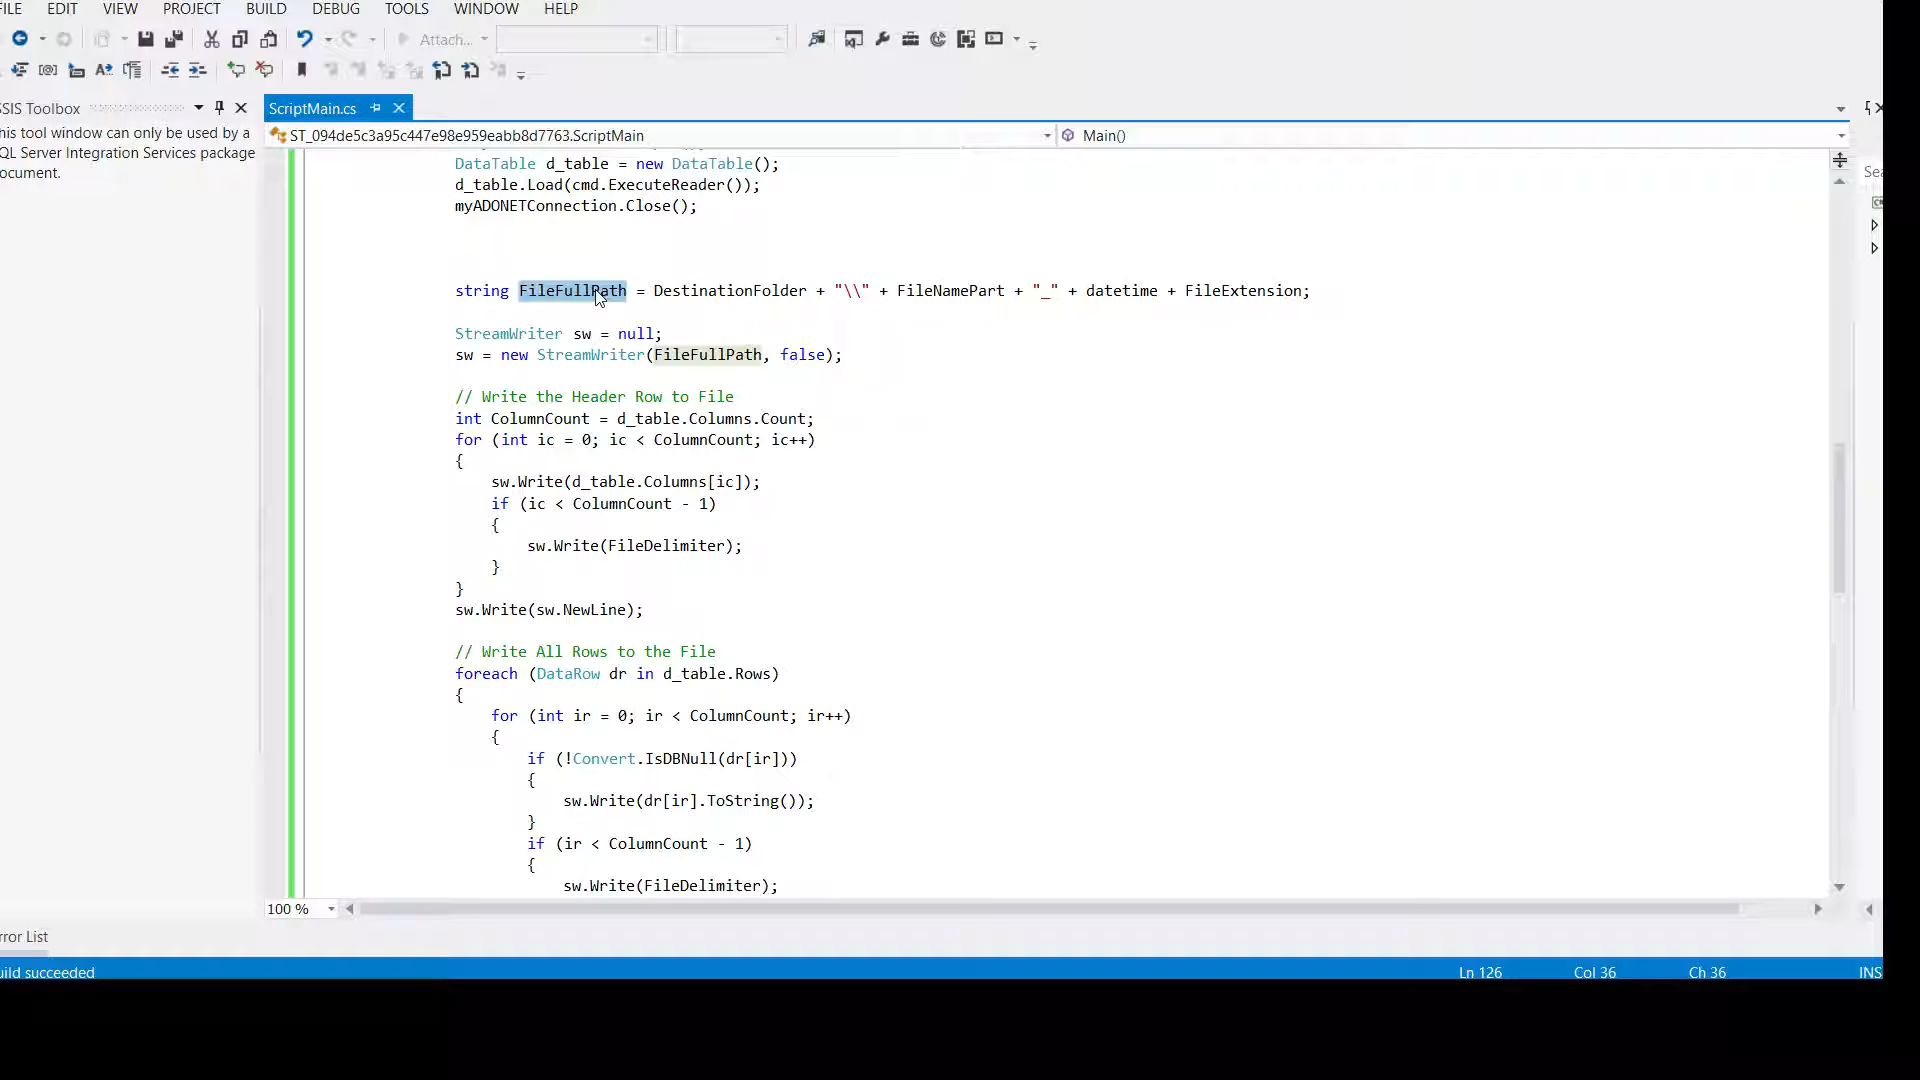 FILE EDIT VIEW PROJECT BUILD DEBUG TOOLS WINDOW HELP
Attach...
SIS Toolbox
ScriptMain.cs
his tool window can only be used by a
QL Server Integration Services package
ocument.
ST_094de5c3a95c447e98e959eabb8d7763.ScriptMain
Main()
Sea
DataTable d_table = new DataTable();
d_table.Load(cmd.ExecuteReader());
myADONETConnection.Close();
string FileFullPath = DestinationFolder + "\\" + FileNamePart + "_" + datetime + FileExtension;
StreamWriter sw = null;
sw = new StreamWriter(FileFullPath, false);
// Write the Header Row to File
int ColumnCount = d_table.Columns.Count;
for (int ic = 0; ic < ColumnCount; ic++)
{
sw.Write(d_table.Columns[ic]);
if (ic < ColumnCount - 1)
{
sw.Write(FileDelimiter);
}
}
sw.Write(sw.NewLine);
// Write All Rows to the File
foreach (DataRow dr in d_table.Rows)
{
for (int ir = 0; ir < ColumnCount; ir++)
{
if (!Convert.IsDBNull(dr[ir]))
{
sw.Write(dr[ir].ToString());
}
if (ir < ColumnCount - 1)
{
sw.Write(FileDelimiter);
100 %
rror List
uild succeeded
Ln 126 Col 36 Ch 36 INS